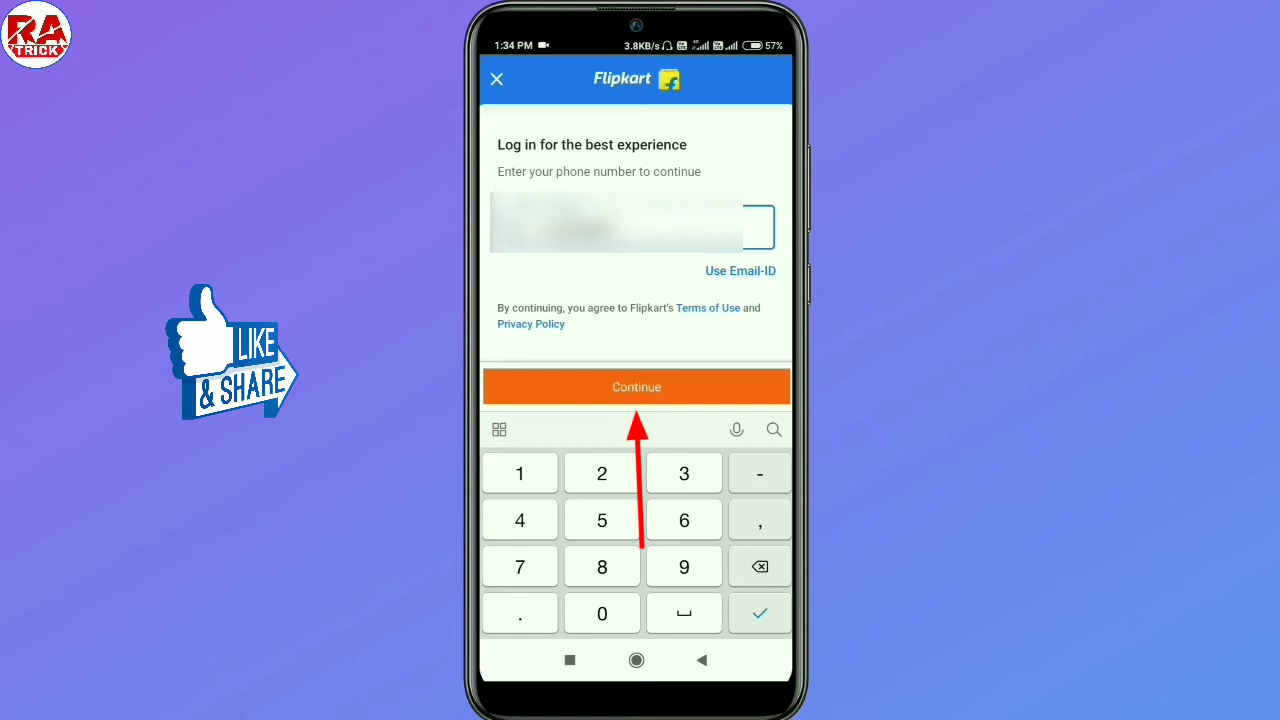 RA
TRICK
1:34 PM
3.8KB/s
57%
Flipkart
Log in for the best experience
Enter your phone number to continue
Use Email-ID
By continuing, you agree to Flipkart's Terms of Use and
Privacy Policy
LIKE
& SHARE
Continue
1 2 3 -
4 5 6 ,
7 8 9
. 0